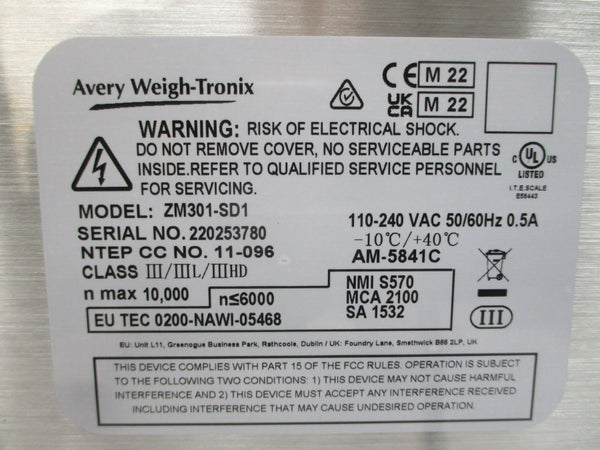 Avery Weigh-Tronix
CE M 22
UK CA M 22
WARNING: RISK OF ELECTRICAL SHOCK.
DO NOT REMOVE COVER, NO SERVICEABLE PARTS
INSIDE.REFER TO QUALIFIED SERVICE PERSONNEL
FOR SERVICING.
C UL US
LISTED
I.T.E.SCALE
E56443
MODEL: ZM301-SD1
SERIAL NO. 220253780
NTEP CC NO. 11-096
CLASS III/IIIL/IIIHD
n max 10,000
n≤6000
EU TEC 0200-NAWI-05468
110-240 VAC 50/60Hz 0.5A
-10℃/+40℃
AM-5841C
NMI S570
MCA 2100
SA 1532
III
EU: Unit L11, Greenogue Business Park, Rathcoole, Dublin / UK: Foundry Lane, Smethwick B66 2LP, UK
THIS DEVICE COMPLIES WITH PART 15 OF THE FCC RULES. OPERATION IS SUBJECT
TO THE FOLLOWING TWO CONDITIONS: 1) THIS DEVICE MAY NOT CAUSE HARMFUL
INTERFERENCE AND 2) THIS DEVICE MUST ACCEPT ANY INTERFERENCE RECEIVED
INCLUDING INTERFERENCE THAT MAY CAUSE UNDESIRED OPERATION.